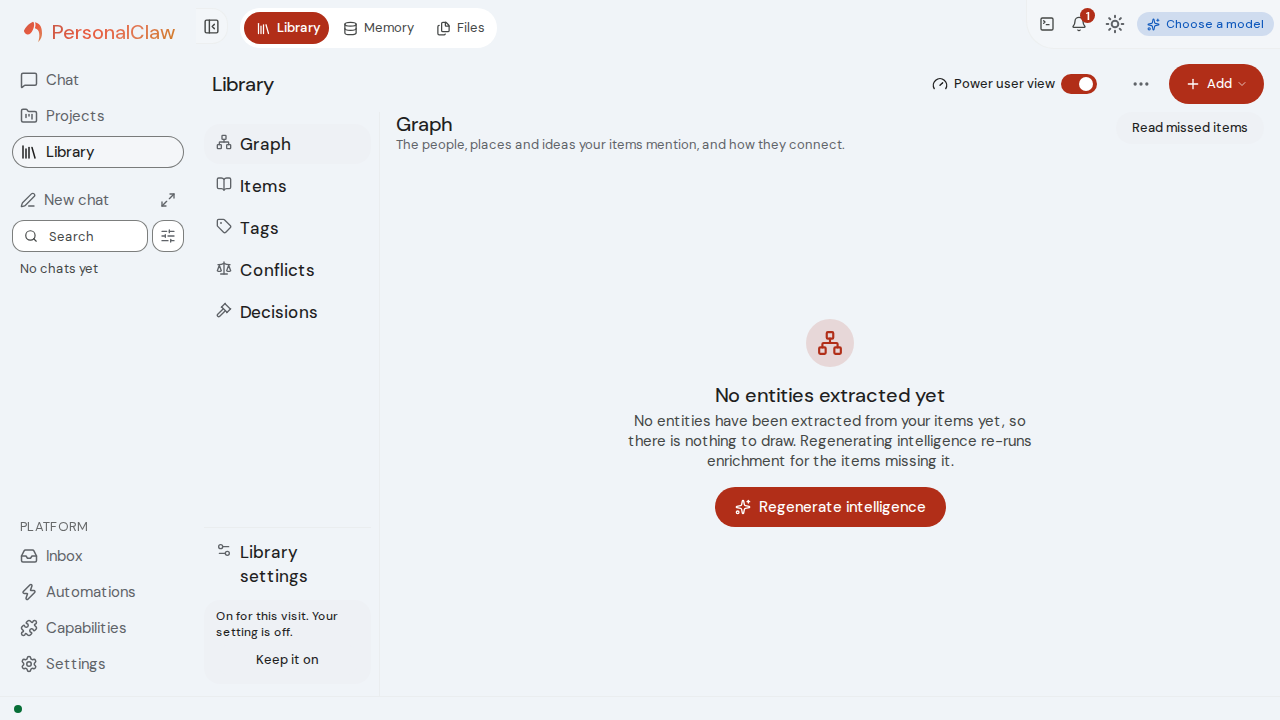 PersonalClaw
Chat
Projects
Library
New chat
Search
No chats yet
PLATFORM
Inbox
Automations
Capabilities
Settings
Library
Memory
Files
1
Choose a model
Library
Power user view
Add
Graph
Items
Tags
Conflicts
Decisions
Library
settings
On for this visit. Your
setting is off.
Keep it on
Graph
The people, places and ideas your items mention, and how they connect.
Read missed items
No entities extracted yet
No entities have been extracted from your items yet, so
there is nothing to draw. Regenerating intelligence re-runs
enrichment for the items missing it.
Regenerate intelligence